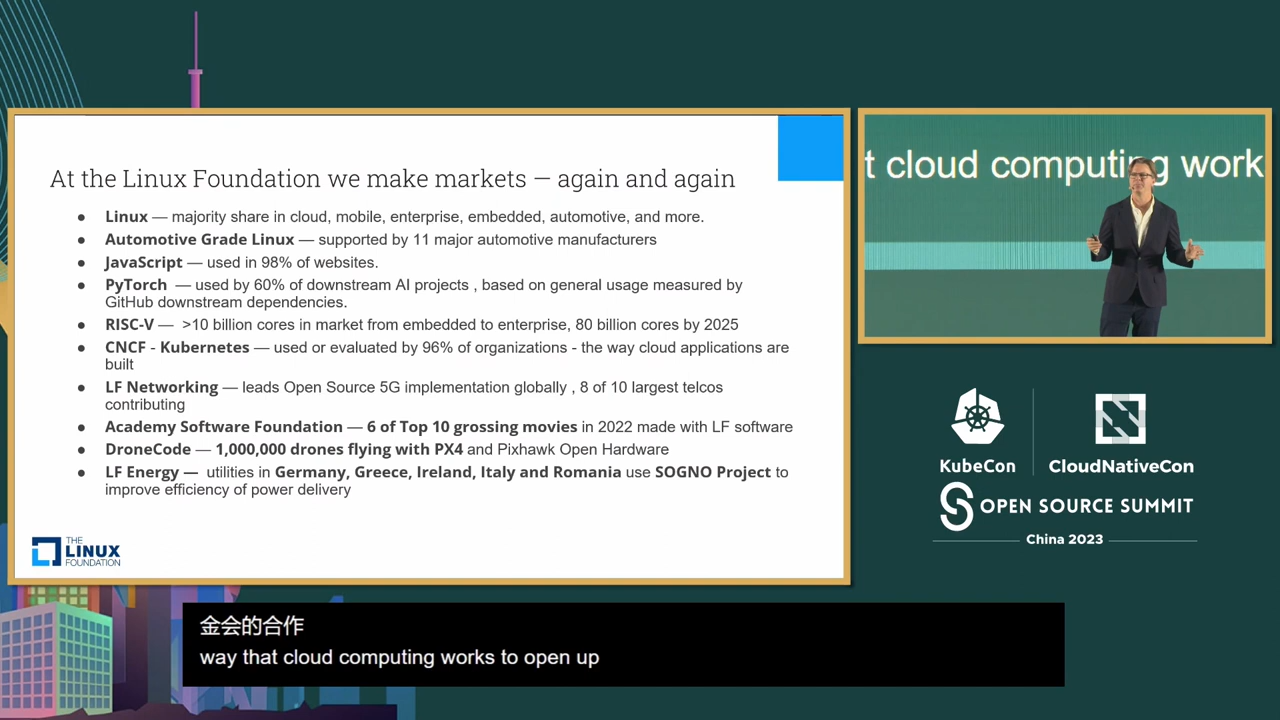 At the Linux Foundation we make markets — again and again
● Linux — majority share in cloud, mobile, enterprise, embedded, automotive, and more.
● Automotive Grade Linux — supported by 11 major automotive manufacturers
● JavaScript — used in 98% of websites.
● PyTorch — used by 60% of downstream AI projects , based on general usage measured by
GitHub downstream dependencies.
● RISC-V — >10 billion cores in market from embedded to enterprise, 80 billion cores by 2025
● CNCF - Kubernetes — used or evaluated by 96% of organizations - the way cloud applications are
built
● LF Networking — leads Open Source 5G implementation globally , 8 of 10 largest telcos
contributing
● Academy Software Foundation — 6 of Top 10 grossing movies in 2022 made with LF software
● DroneCode — 1,000,000 drones flying with PX4 and Pixhawk Open Hardware
● LF Energy — utilities in Germany, Greece, Ireland, Italy and Romania use SOGNO Project to
improve efficiency of power delivery
THE
LINUX
FOUNDATION
t cloud computing work
KubeCon
CloudNativeCon
OPEN SOURCE SUMMIT
China 2023
金会的合作
way that cloud computing works to open up